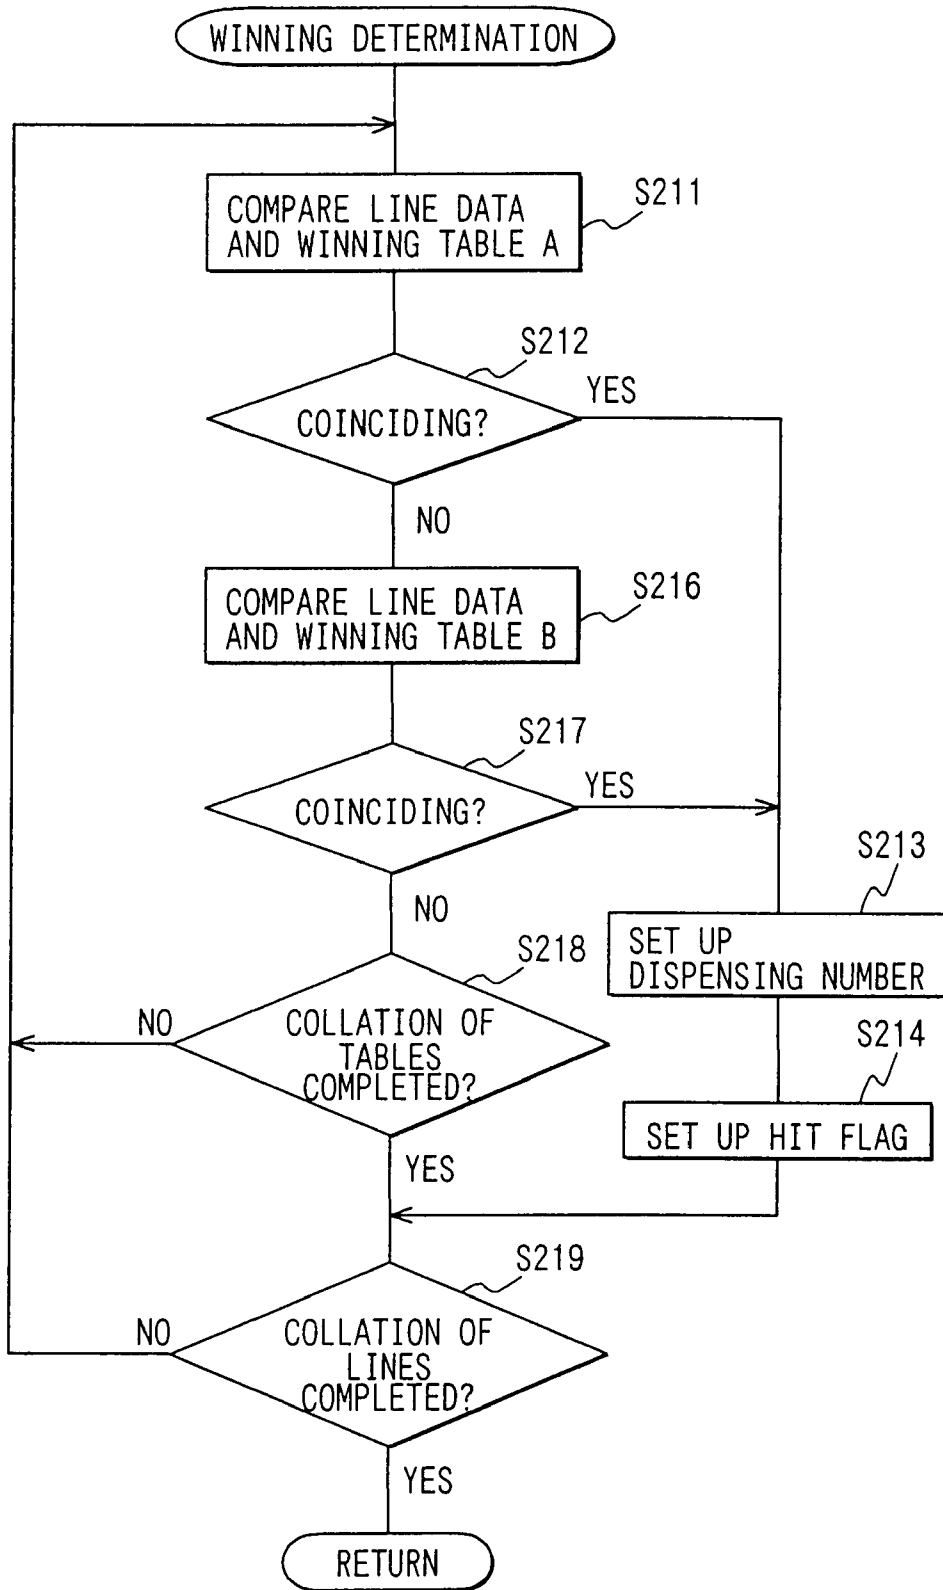 WINNING DETERMINATION
S211
COMPARE LINE DATA
AND WINNING TABLE A
S212
YES
COINCIDING?
NO
S216
COMPARE LINE DATA
AND WINNING TABLE B
S217
YES
COINCIDING?
S213
NO
SET UP
DISPENSING NUMBER
S218
NO
COLLATION OF
TABLES
COMPLETED?
S214
SET UP HIT FLAG
YES
S219
NO
COLLATION OF
LINES
COMPLETED?
YES
RETURN